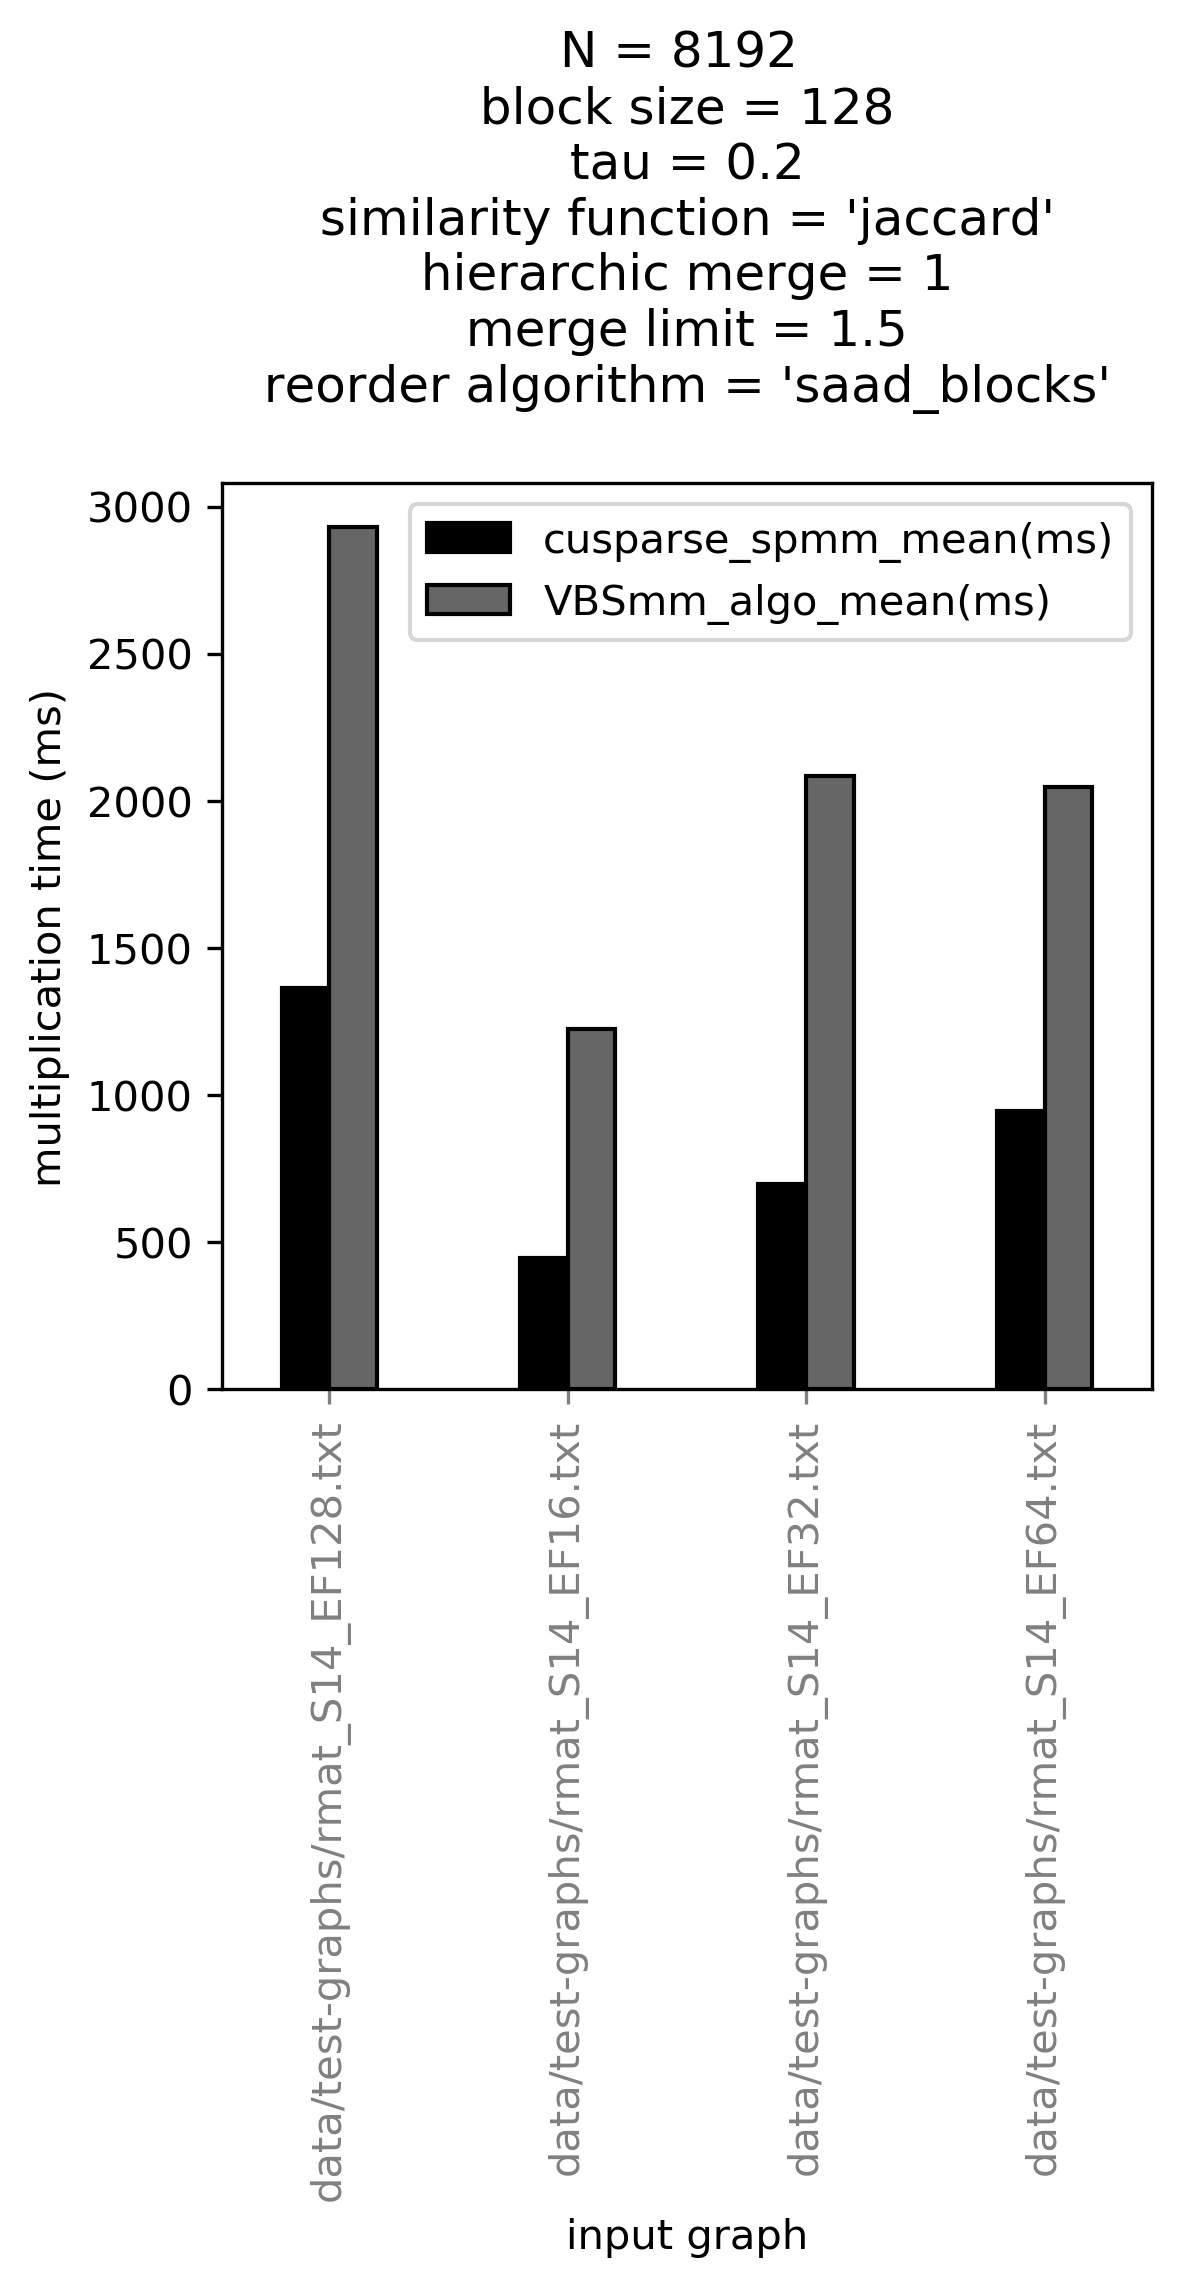 N = 8192
block size = 128
tau = 0.2
similarity function = 'jaccard'
hierarchic merge = 1
merge limit = 1.5
reorder algorithm = 'saad_blocks'
cusparse_spmm_mean(ms)
VBSmm_algo_mean(ms)
multiplication time (ms)
3000
2500
2000
1500
1000
500
0
data/test-graphs/rmat_S14_EF128.txt
data/test-graphs/rmat_S14_EF16.txt
data/test-graphs/rmat_S14_EF32.txt
data/test-graphs/rmat_S14_EF64.txt
input graph